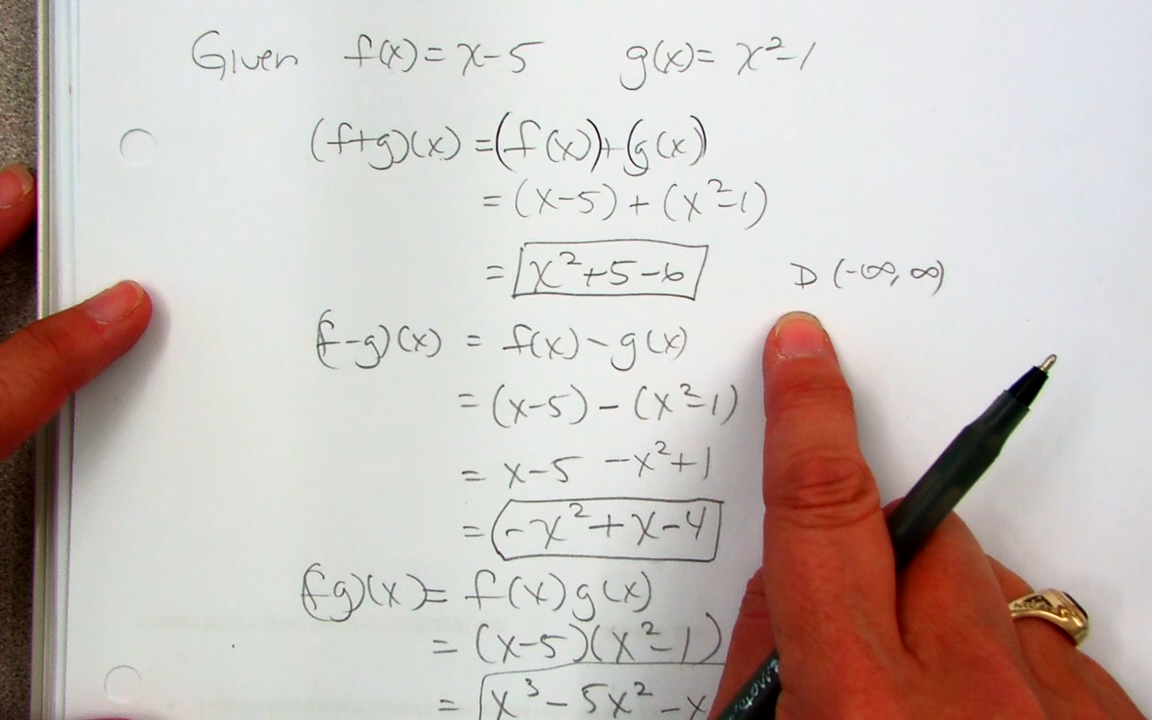 Given f(x)=x-5 g(x)=x²-1
(f+g)(x) =(f(x))+(g(x))
=(x-5)+(x²-1)
= x²+5-6 D (-∞,∞)
(f-g)(x) = f(x)-g(x)
=(x-5)-(x²-1)
= x-5 -x²+1
= -x²+x-4
(fg)(x)= f(x)g(x)
= (x-5)(x²-1)
= x³-5x²-x